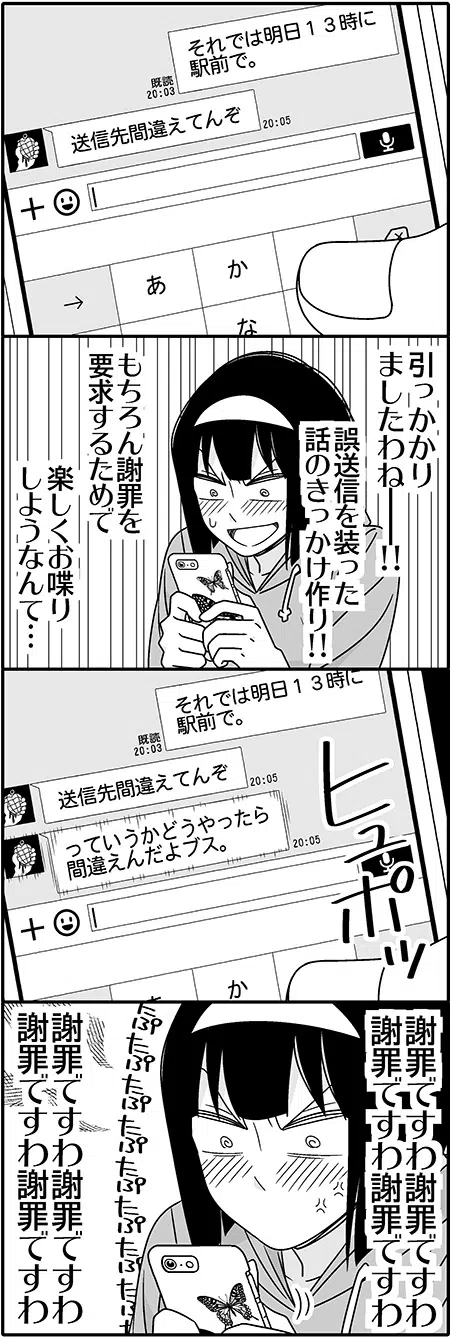 それでは明日13時に
駅前で。
既読
20:03
送信先間違えてんぞ
20:05
→
あ
か
な
引っかかり
ましたわね――!!
誤送信を装った
話のきっかけ作り!!
もちろん謝罪を
要求するためで
楽しくお喋り
しようなんて…
それでは明日13時に
駅前で。
既読
20:03
送信先間違えてんぞ
20:05
っていうかどうやったら
間違えんだよブス。
20:05
ヒュポッ
か
謝罪ですわ謝罪ですわ
謝罪ですわ謝罪ですわ
たぷたぷたぷたぷたぷたぷたぷたぷ
謝罪ですわ謝罪ですわ
謝罪ですわ謝罪ですわ